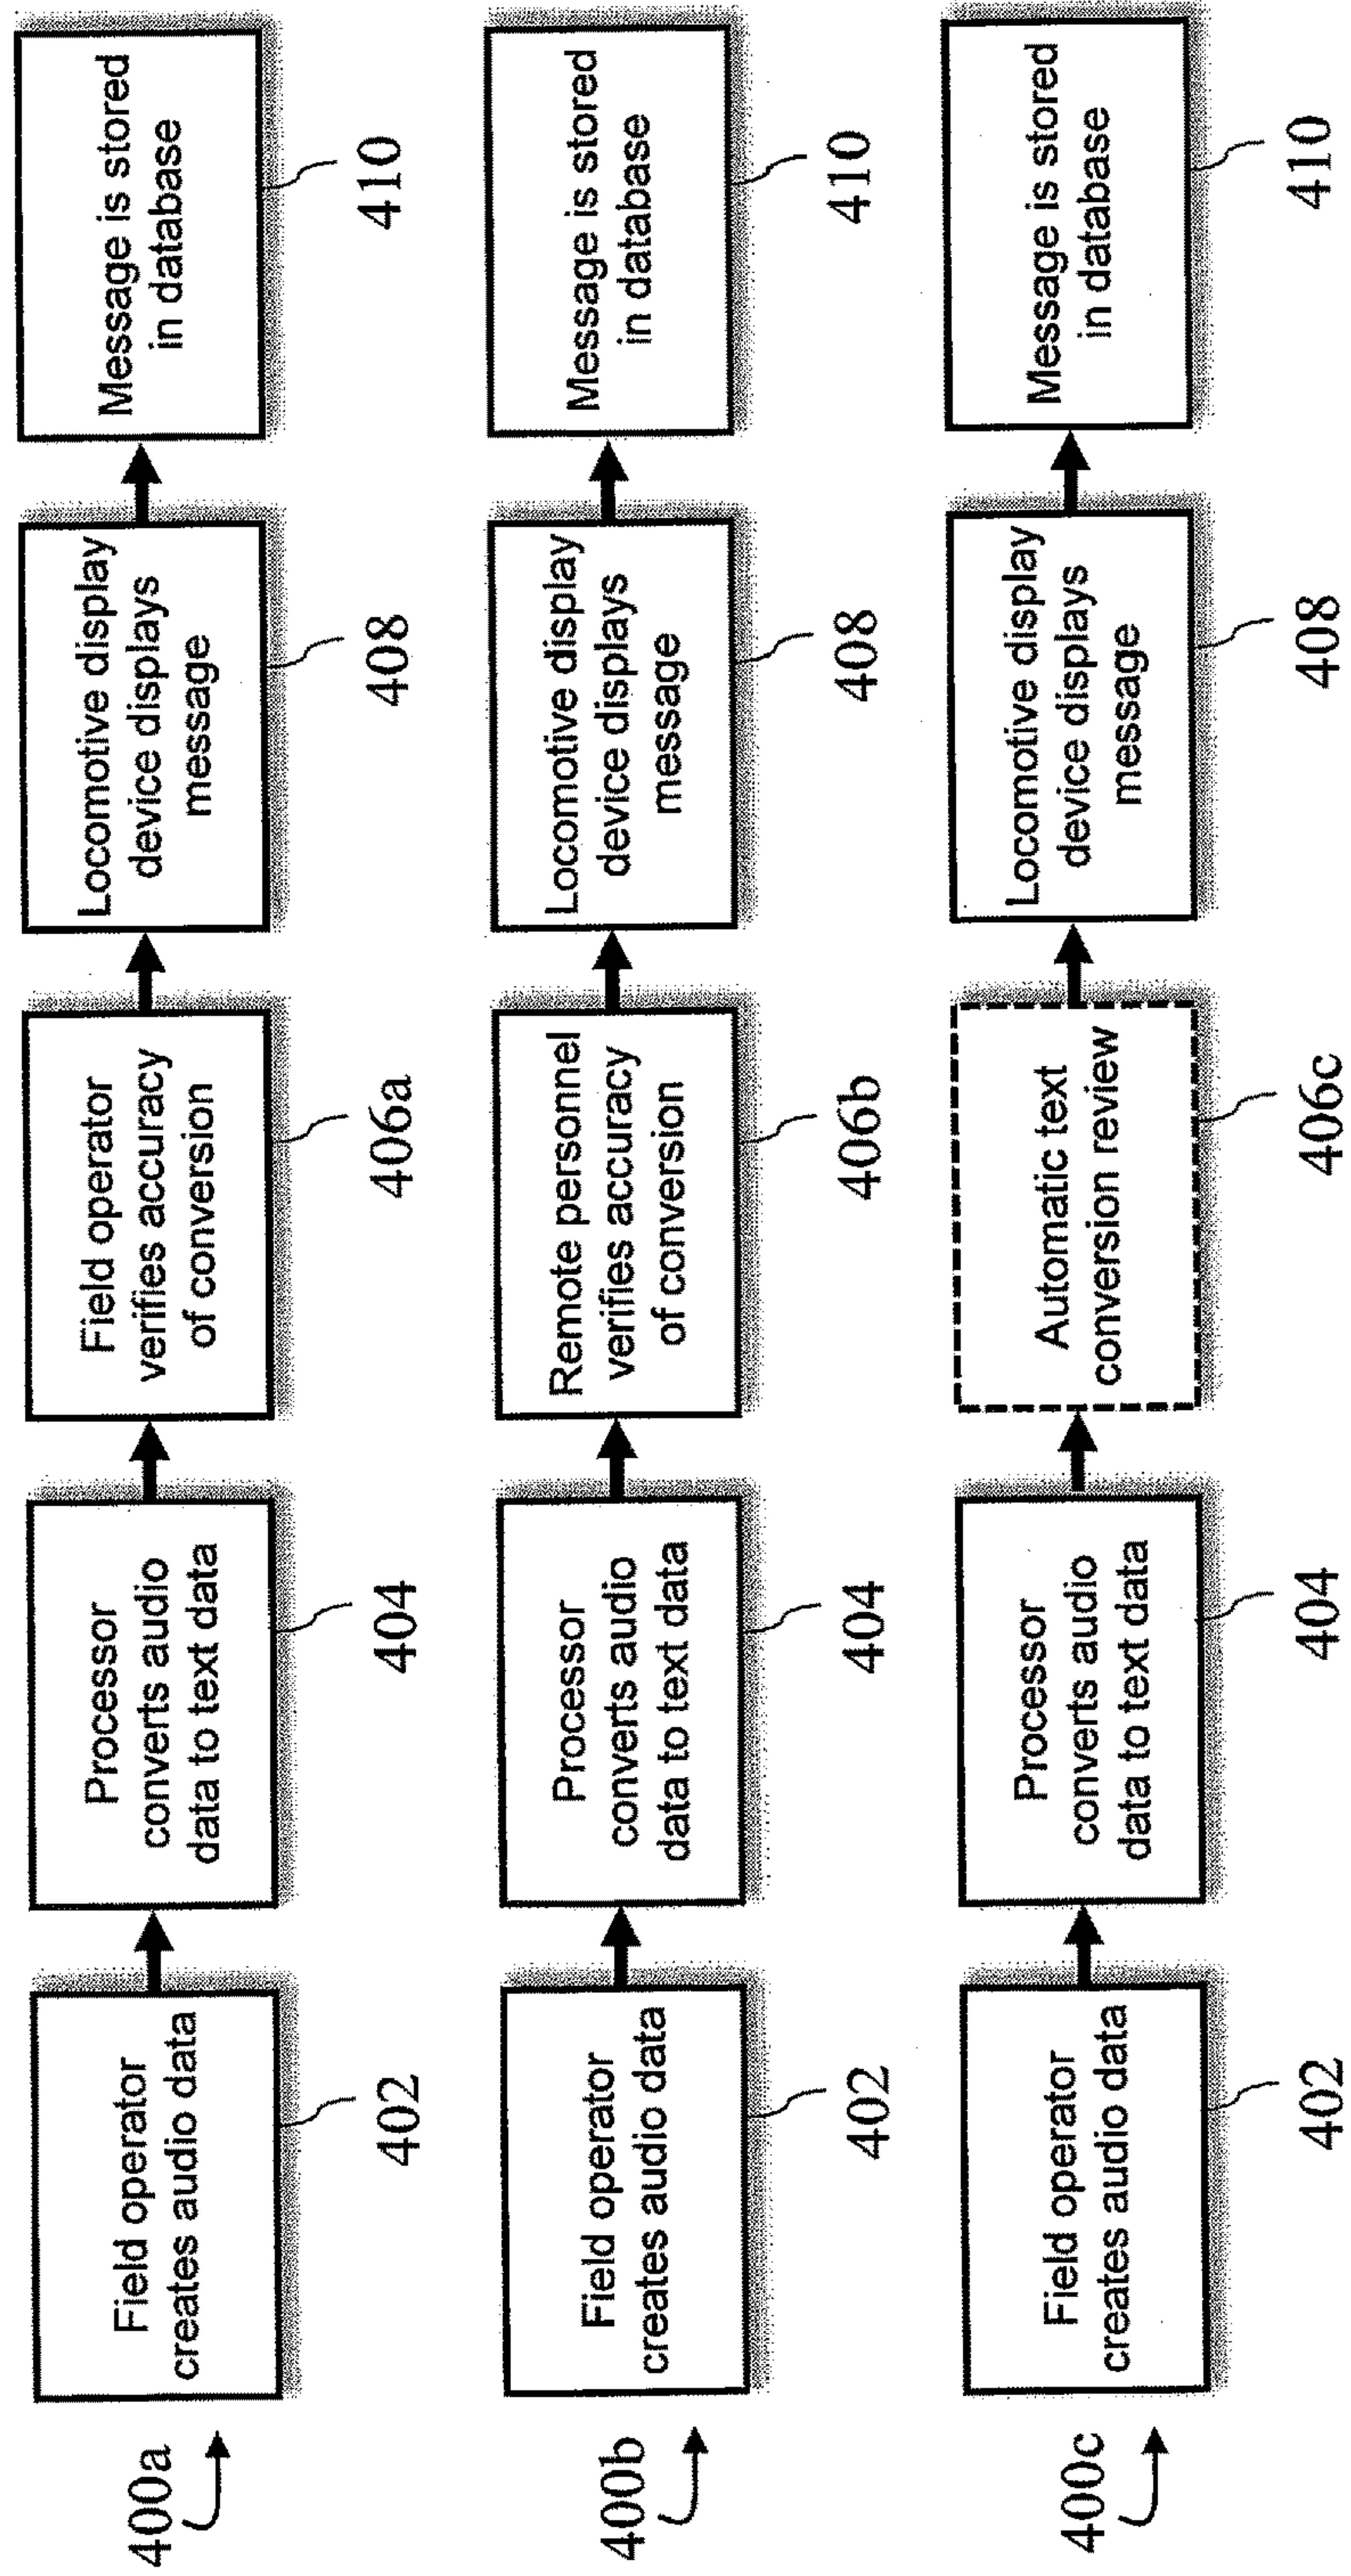 400a
Field operator
creates audio data
402
Processor
converts audio
data to text data
404
Field operator
verifies accuracy
of conversion
406a
Locomotive display
device displays
message
408
Message is stored
in database
410
400b
Field operator
creates audio data
402
Processor
converts audio
data to text data
404
Remote personnel
verifies accuracy
of conversion
406b
Locomotive display
device displays
message
408
Message is stored
in database
410
400c
Field operator
creates audio data
402
Processor
converts audio
data to text data
404
Automatic text
conversion review
406c
Locomotive display
device displays
message
408
Message is stored
in database
410